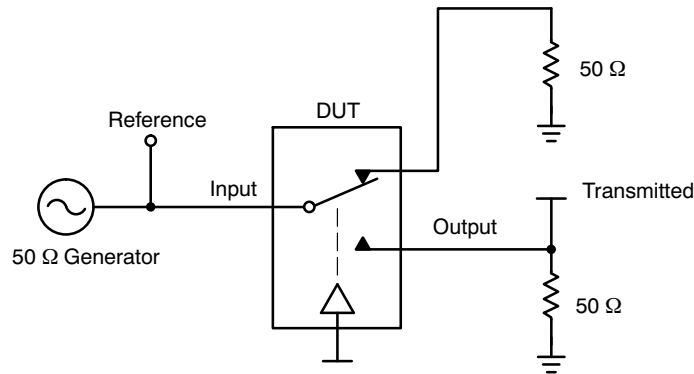 50 Ω
DUT
Reference
Input
Transmitted
Output
50 Ω Generator
50 Ω